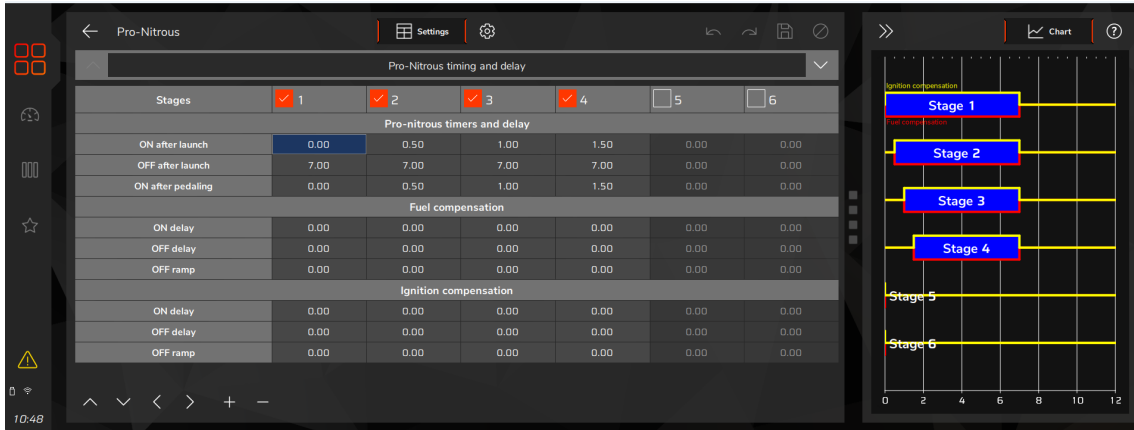 Pro-Nitrous
Settings
Chart
Pro-Nitrous timing and delay
Stages 1 2 3 4 5 6
Pro-nitrous timers and delay
ON after launch 0.00 0.50 1.00 1.50 0.00 0.00
OFF after launch 7.00 7.00 7.00 7.00 0.00 0.00
ON after pedaling 0.00 0.50 1.00 1.50 0.00 0.00
Fuel compensation
ON delay 0.00 0.00 0.00 0.00 0.00 0.00
OFF delay 0.00 0.00 0.00 0.00 0.00 0.00
OFF ramp 0.00 0.00 0.00 0.00 0.00 0.00
Ignition compensation
ON delay 0.00 0.00 0.00 0.00 0.00 0.00
OFF delay 0.00 0.00 0.00 0.00 0.00 0.00
OFF ramp 0.00 0.00 0.00 0.00 0.00 0.00
10:48
Ignition compensation
Stage 1
Fuel compensation
Stage 2
Stage 3
Stage 4
Stage 5
Stage 6
0 2 4 6 8 10 12